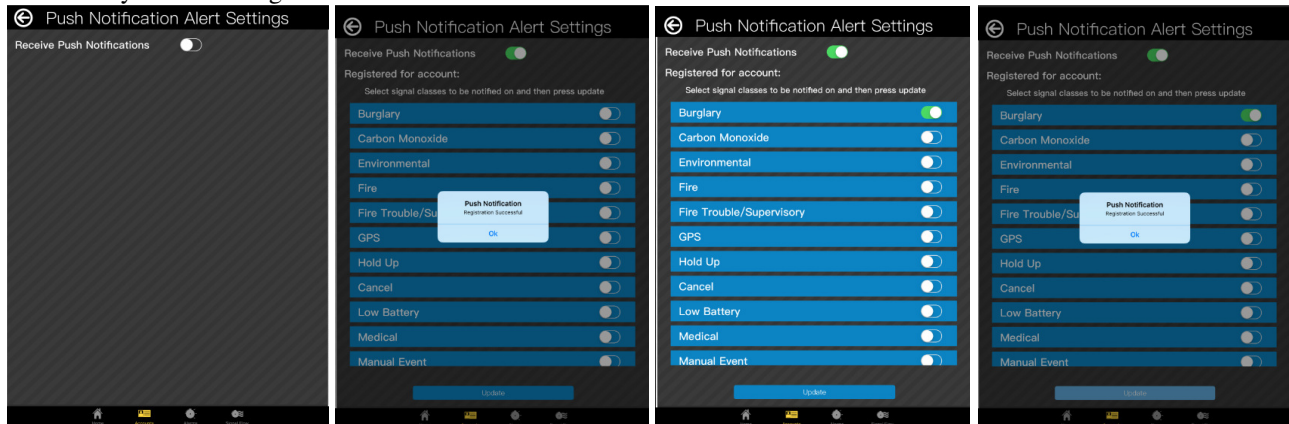 Push Notification Alert Settings
Receive Push Notifications
Home
Accounts
Alarms
Signal Flow
Push Notification Alert Settings
Receive Push Notifications
Registered for account:
Select signal classes to be notified on and then press update
Burglary
Carbon Monoxide
Environmental
Fire
Fire Trouble/Su
Push Notification
Registration Successful
Ok
GPS
Hold Up
Cancel
Low Battery
Medical
Manual Event
Update
Push Notification Alert Settings
Receive Push Notifications
Registered for account:
Select signal classes to be notified on and then press update
Burglary
Carbon Monoxide
Environmental
Fire
Fire Trouble/Supervisory
GPS
Hold Up
Cancel
Low Battery
Medical
Manual Event
Update
Push Notification Alert Settings
Receive Push Notifications
Registered for account:
Select signal classes to be notified on and then press update
Burglary
Carbon Monoxide
Environmental
Fire
Fire Trouble/Su
Push Notification
Registration Successful
Ok
GPS
Hold Up
Cancel
Low Battery
Medical
Manual Event
Update